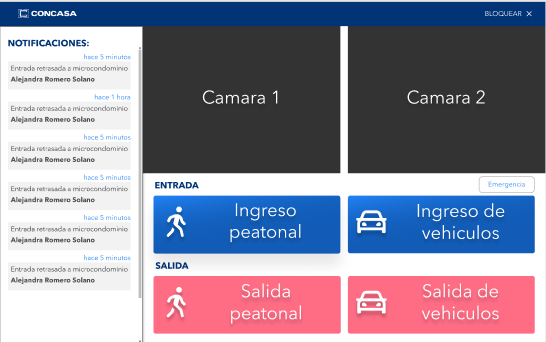 CONCASA
BLOQUEAR ✕
NOTIFICACIONES:
hace 5 minutos
Entrada retrasada a microcondominio
Alejandra Romero Solano
hace 1 hora
Entrada retrasada a microcondominio
Alejandra Romero Solano
hace 5 minutos
Entrada retrasada a microcondominio
Alejandra Romero Solano
hace 5 minutos
Entrada retrasada a microcondominio
Alejandra Romero Solano
hace 5 minutos
Entrada retrasada a microcondominio
Alejandra Romero Solano
hace 5 minutos
Entrada retrasada a microcondominio
Alejandra Romero Solano
Camara 1
Camara 2
ENTRADA
Emergencia
Ingreso
peatonal
Ingreso de
vehiculos
SALIDA
Salida
peatonal
Salida de
vehiculos